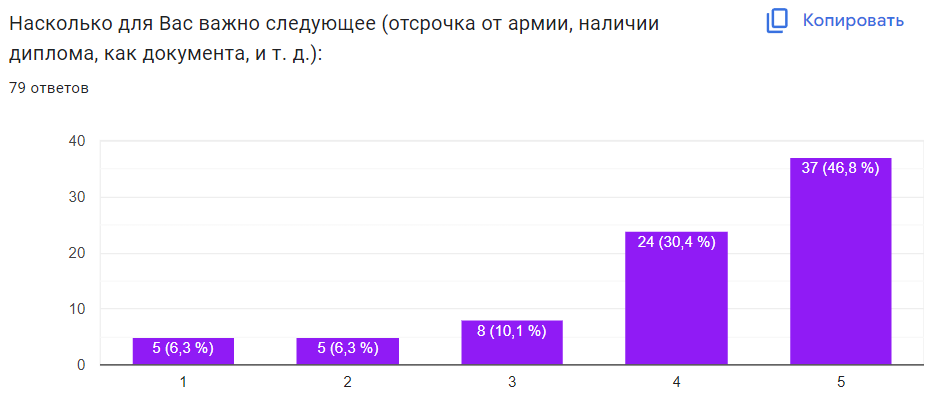 Насколько для Вас важно следующее (отсрочка от армии, наличии
диплома, как документа, и т. д.):
Копировать
79 ответов
40
30
20
10
0
5 (6,3 %)
5 (6,3 %)
8 (10,1 %)
24 (30,4 %)
37 (46,8 %)
1
2
3
4
5